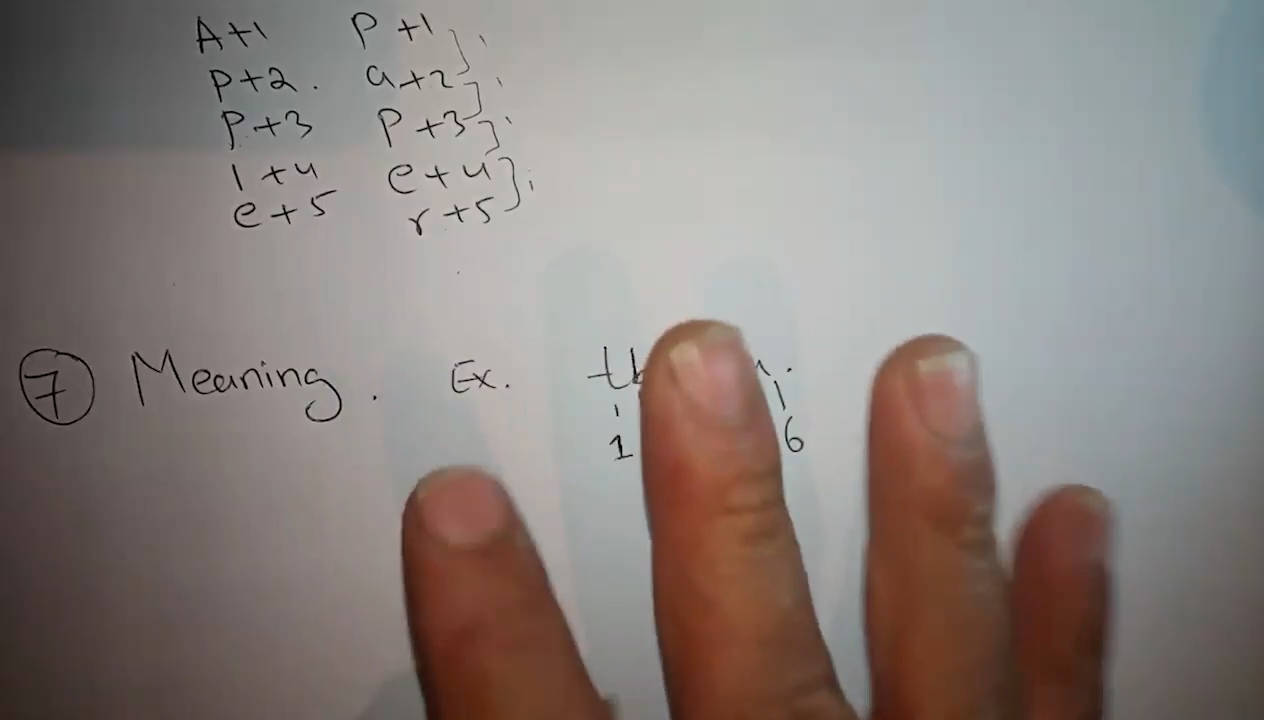 A+1 P+1
P+2. a+2
P+3 P+3
l+4 e+4
e+5 r+5
7 Meaning. Ex.
1 6